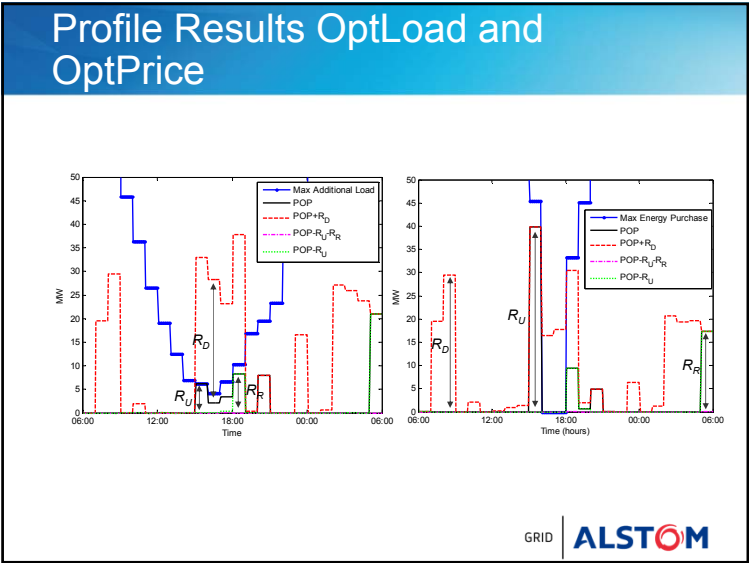 Profile Results OptLoad and
OptPrice
50
45
40
35
30
25
20
15
10
5
0
MW
06:00 12:00 18:00 00:00 06:00
Time
Max Additional Load
POP
POP+R_D
POP-R_U-R_R
POP-R_U
R_D
R_U
R_R
50
45
40
35
30
25
20
15
10
5
0
MW
06:00 12:00 18:00 00:00 06:00
Time (hours)
Max Energy Purchase
POP
POP+R_D
POP-R_U-R_R
POP-R_U
R_U
R_D
R_R
GRID ALSTOM